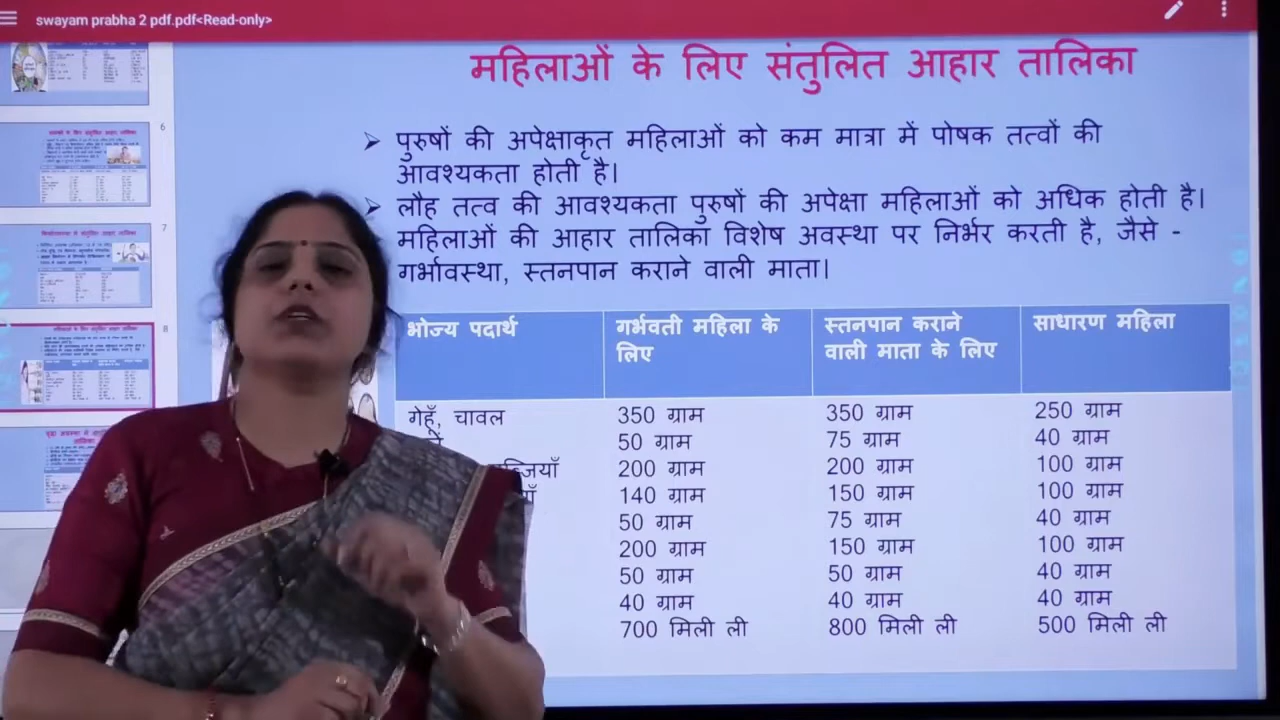 swayam prabha 2 pdf.pdf<Read-only>
महिलाओं के लिए संतुलित आहार तालिका
पुरुषों की अपेक्षाकृत महिलाओं को कम मात्रा में पोषक तत्वों की
आवश्यकता होती है।
लौह तत्व की आवश्यकता पुरुषों की अपेक्षा महिलाओं को अधिक होती है।
महिलाओं की आहार तालिका विशेष अवस्था पर निर्भर करती है, जैसे -
गर्भावस्था, स्तनपान कराने वाली माता।
भोज्य पदार्थ गर्भवती महिला के लिए स्तनपान कराने वाली माता के लिए साधारण महिला
गेहूँ, चावल 350 ग्राम 350 ग्राम 250 ग्राम
50 ग्राम 75 ग्राम 40 ग्राम
200 ग्राम 200 ग्राम 100 ग्राम
140 ग्राम 150 ग्राम 100 ग्राम
50 ग्राम 75 ग्राम 40 ग्राम
200 ग्राम 150 ग्राम 100 ग्राम
50 ग्राम 50 ग्राम 40 ग्राम
40 ग्राम 40 ग्राम 40 ग्राम
700 मिली ली 800 मिली ली 500 मिली ली
6
7
8